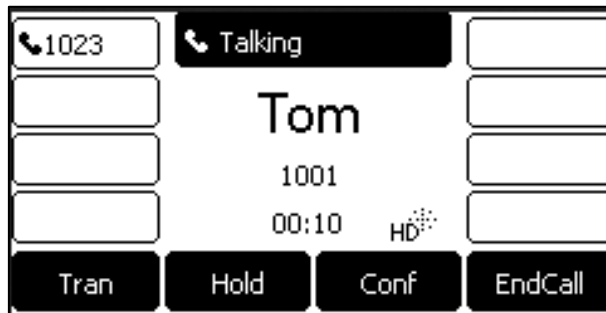 1023
Talking
Tom
1001
00:10 HD
Tran Hold Conf EndCall